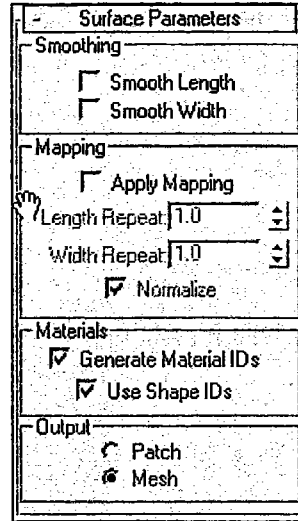 - Surface Parameters
Smoothing
Smooth Length
Smooth Width
Mapping
Apply Mapping
Length Repeat: 1.0
Width Repeat: 1.0
Normalize
Materials
Generate Material IDs
Use Shape IDs
Output
Patch
Mesh